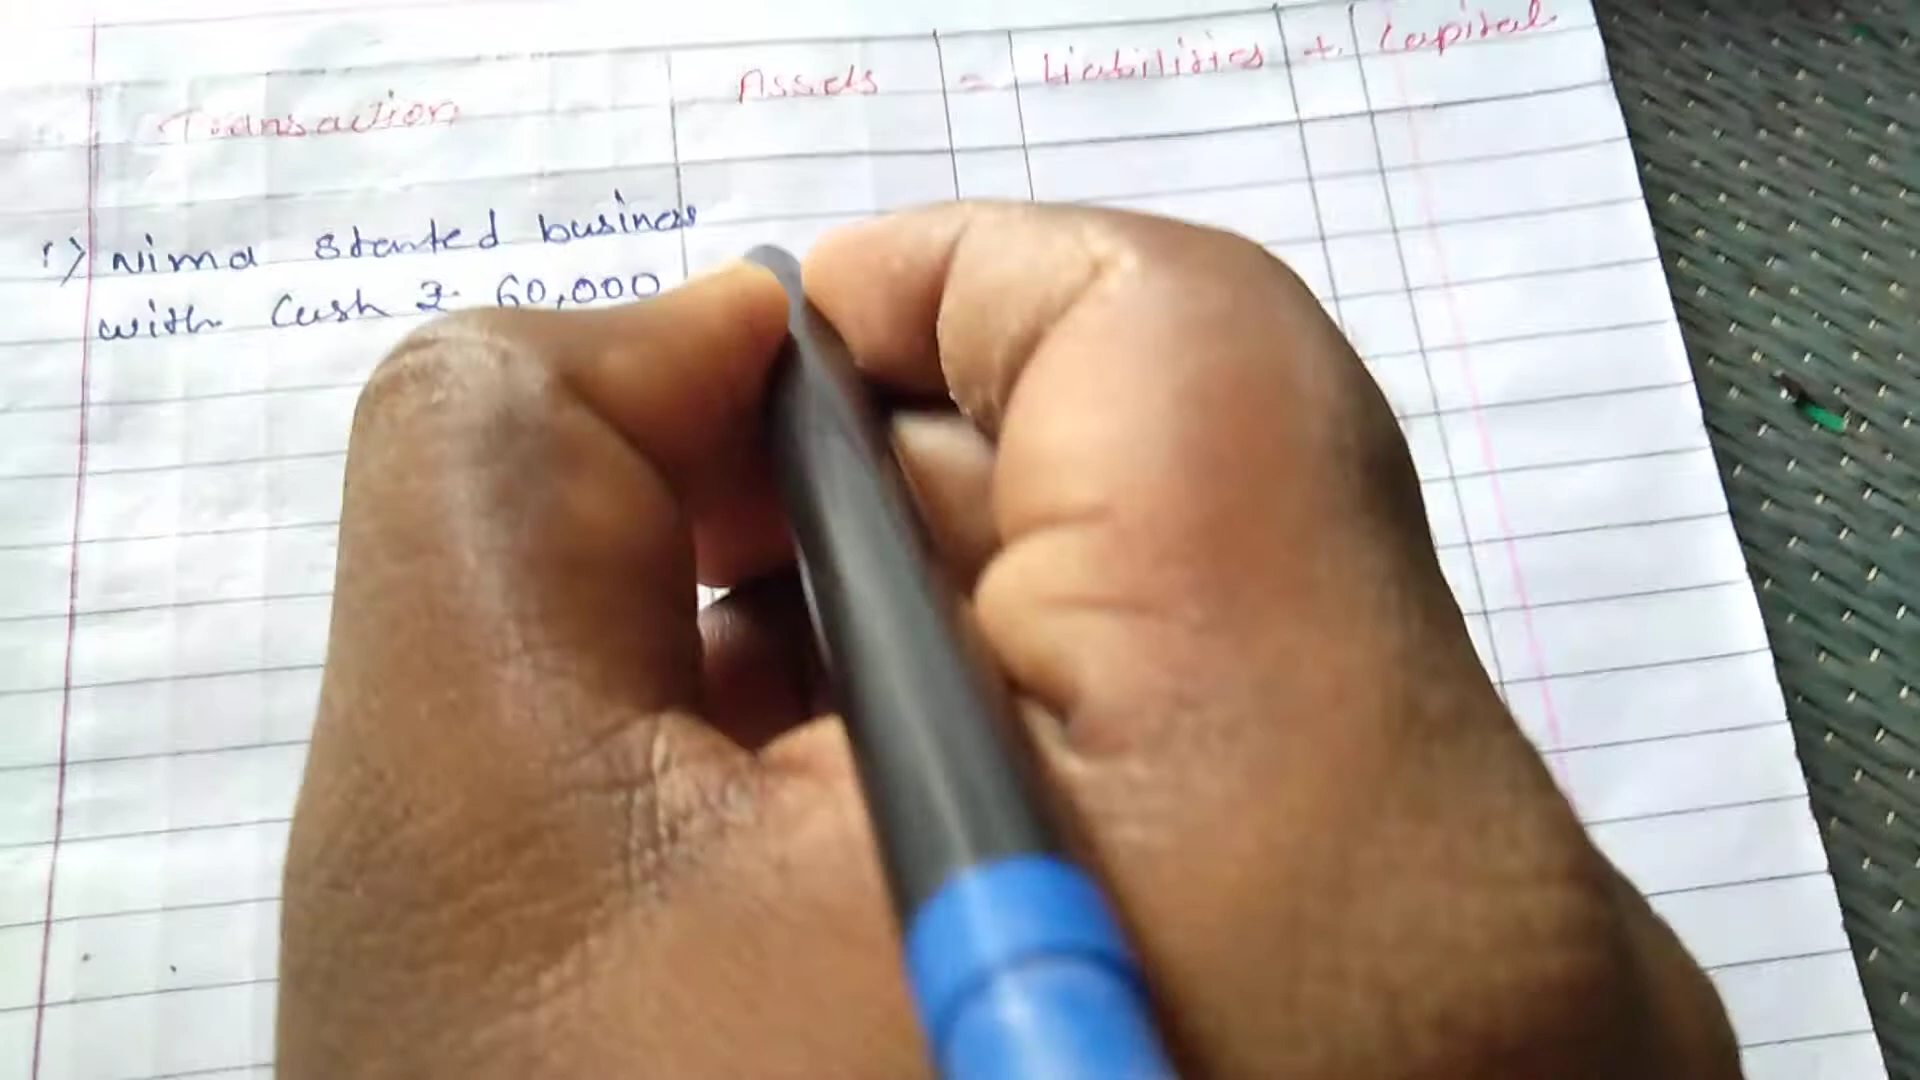 Transaction Assets = Liabilities + Capital
1) Nima started business
with Cash ₹. 60,000